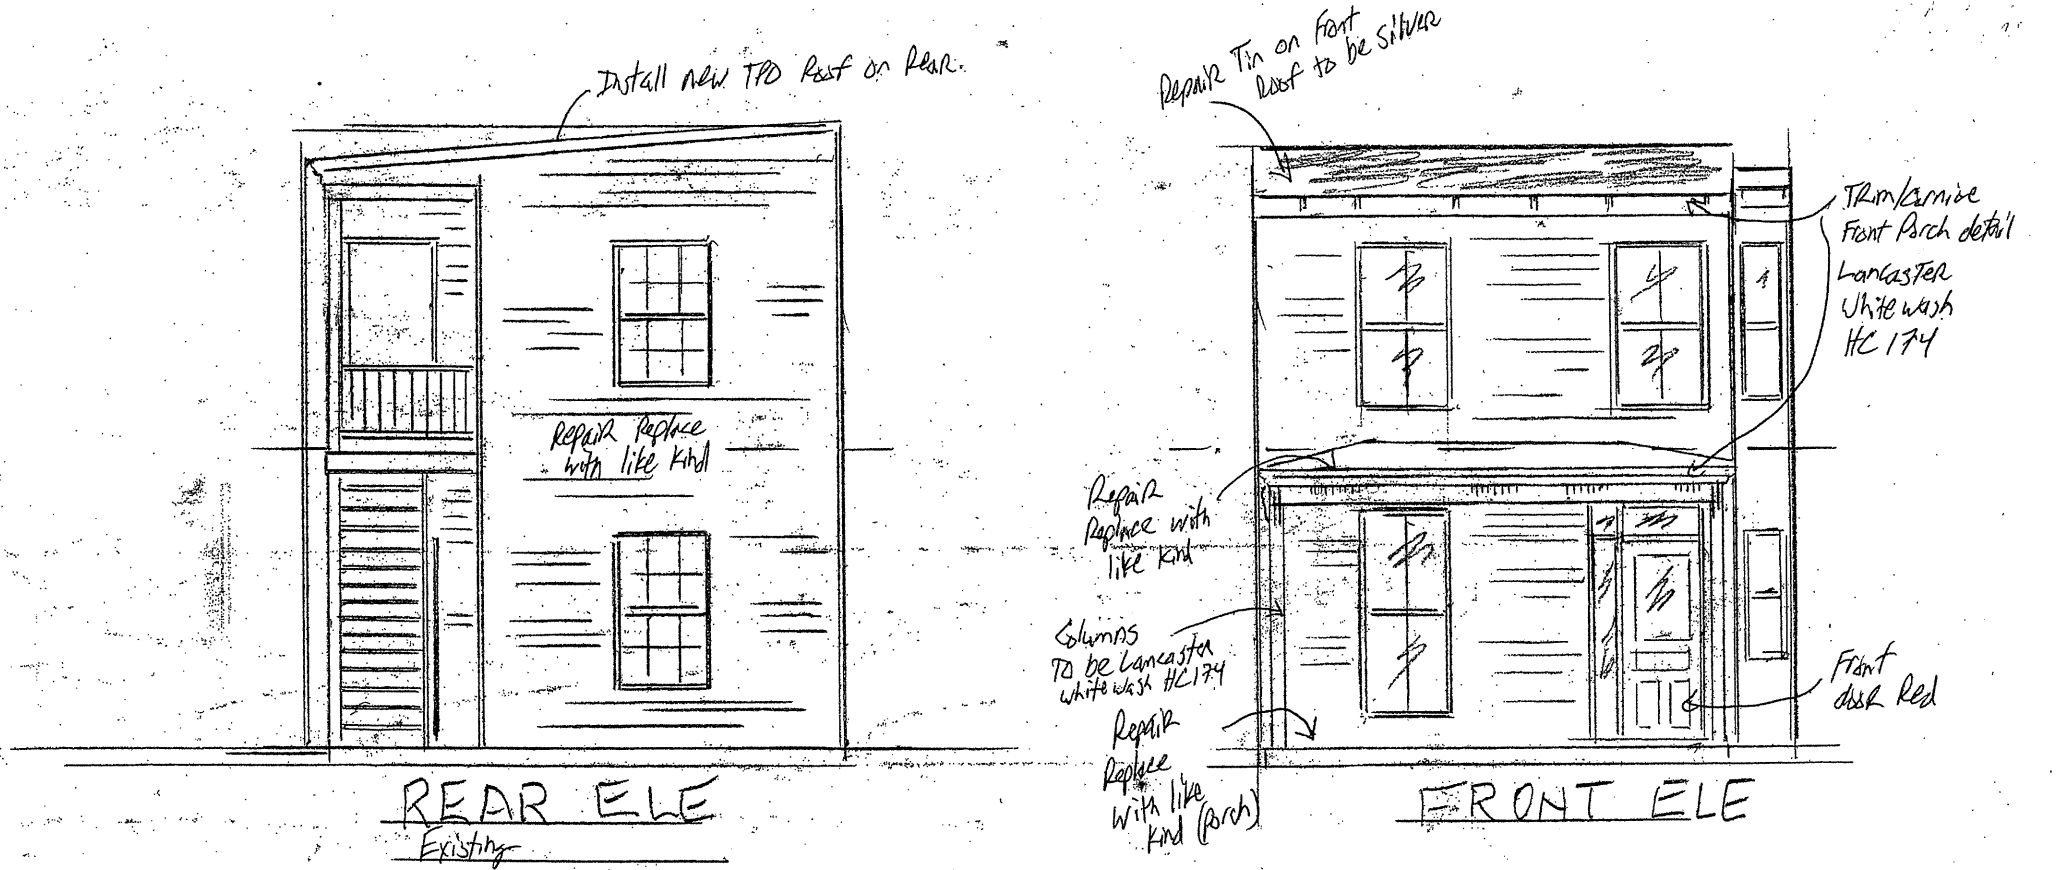 Install new TPO Roof on Rear.
Repair Replace
with like kind
REAR ELE
Existing
Repair Tin on Front
Roof to be silver
TRim/Cornice
Front Porch detail
Lancaster
White wash
HC 174
Repair
Replace with
like kind
Columns
To be Lancaster
white wash HC174
Repair
Replace
with like
kind (Porch)
Front
door Red
FRONT ELE